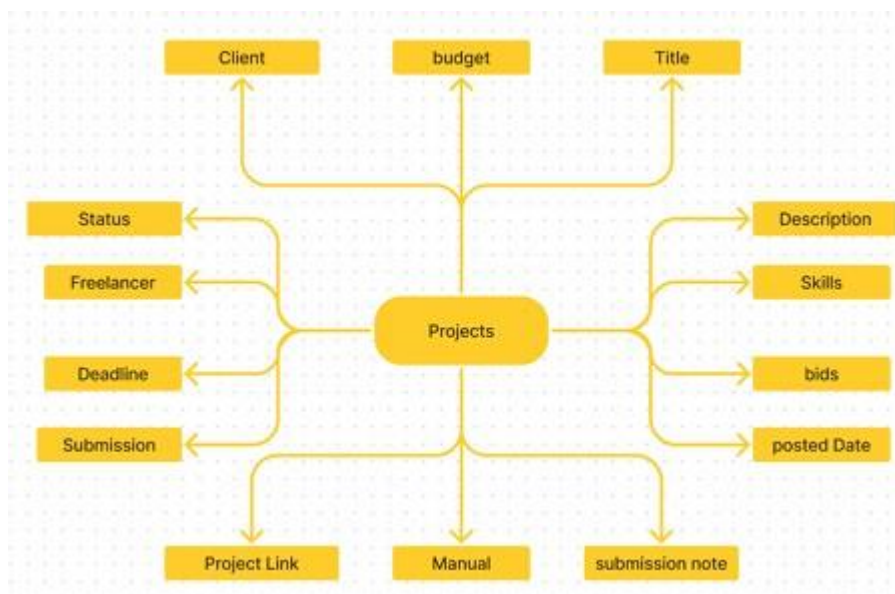 Client
budget
Title
Status
Description
Freelancer
Skills
Projects
Deadline
bids
Submission
posted Date
Project Link
Manual
submission note